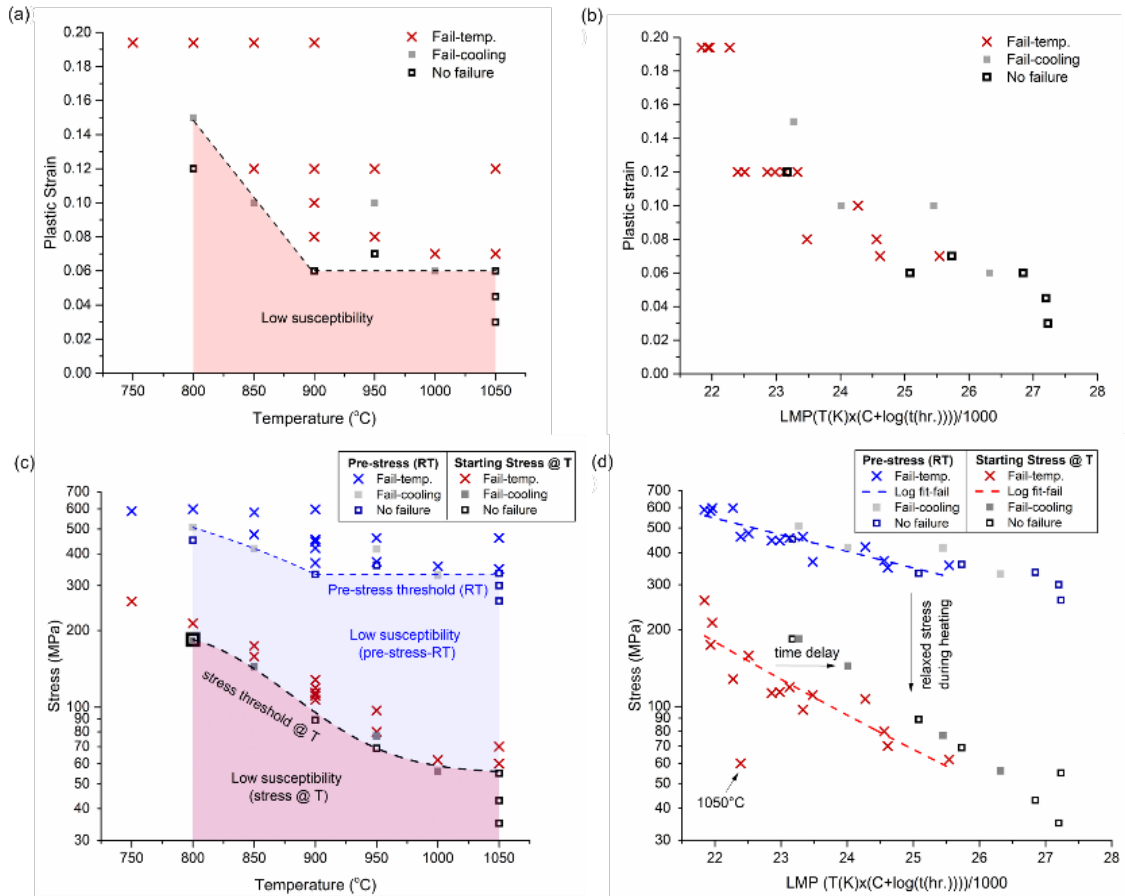 (a)
Fail-temp.
Fail-cooling
No failure
0.20
0.18
0.16
0.14
0.12
0.10
0.08
0.06
0.04
0.02
0.00
Plastic Strain
Low susceptibility
750 800 850 900 950 1000 1050
Temperature (°C)
(b)
Fail-temp.
Fail-cooling
No failure
0.20
0.18
0.16
0.14
0.12
0.10
0.08
0.06
0.04
0.02
0.00
Plastic strain
22 23 24 25 26 27 28
LMP(T(K)x(C+log(t(hr.))))/1000
(c)
Pre-stress (RT) Starting Stress @ T
Fail-temp. Fail-temp.
Fail-cooling Fail-cooling
No failure No failure
700
600
500
400
300
200
100
90
80
70
60
50
40
30
Stress (MPa)
Pre-stress threshold (RT)
Low susceptibility
(pre-stress-RT)
stress threshold @ T
Low susceptibility
(stress @ T)
750 800 850 900 950 1000 1050
Temperature (°C)
(d)
Pre-stress (RT) Starting Stress @ T
Fail-temp. Fail-temp.
Log fit-fail Log fit-fail
Fail-cooling Fail-cooling
No failure No failure
700
600
500
400
300
200
100
90
80
70
60
50
40
30
Stress (MPa)
time delay
relaxed stress
during heating
1050°C
22 23 24 25 26 27 28
LMP (T(K)x(C+log(t(hr.))))/1000